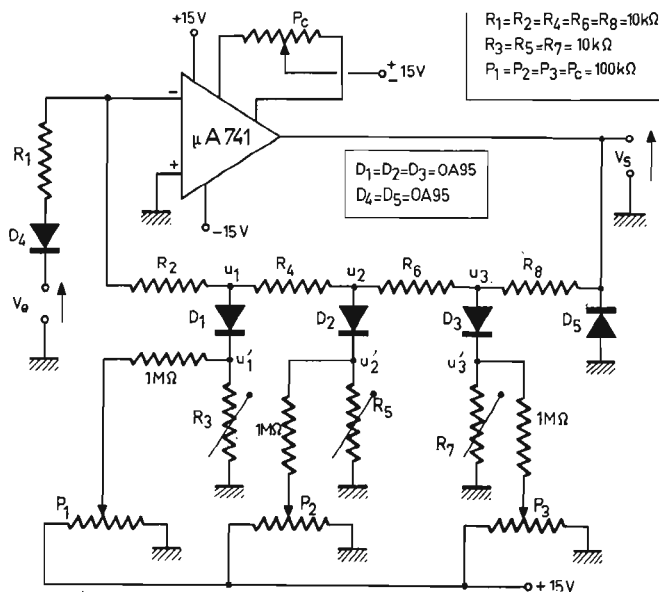 +15V
Pc
+
- 15V
R1=R2=R4=R6=R8=10kΩ
R3=R5=R7= 10kΩ
P1=P2=P3=Pc=100kΩ
-
+
μA741
R1
D4
-15V
D1=D2=D3=OA95
D4=D5=OA95
Vs
Ve
R2
u1
R4
u2
R6
u3
R8
D1
D2
D3
D5
1MΩ
u'1
u'2
u'3
R3
1MΩ
R5
R7
1MΩ
P1
P2
P3
+15V